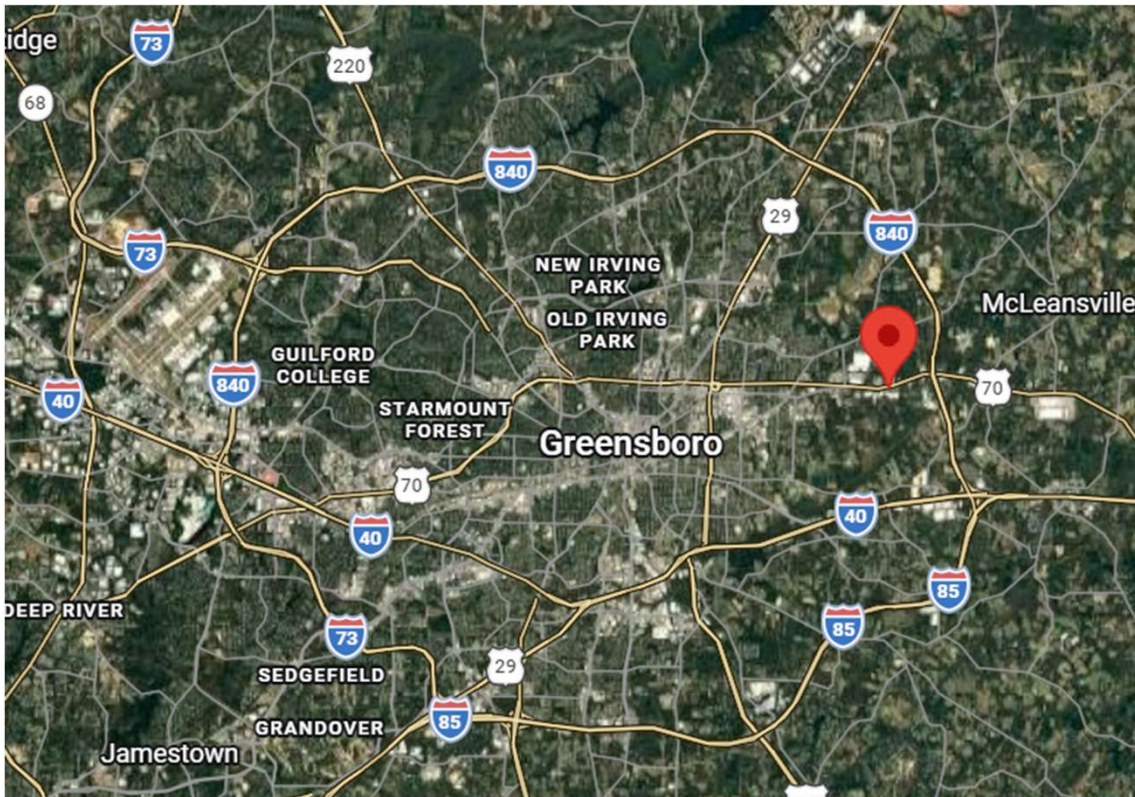 idge
73
220
68
840
29
840
73
NEW IRVING
PARK
McLeansville
OLD IRVING
PARK
GUILFORD
COLLEGE
840
70
40
STARMOUNT
FOREST
Greensboro
70
40
40
85
DEEP RIVER
85
73
29
SEDGEFIELD
85
GRANDOVER
Jamestown